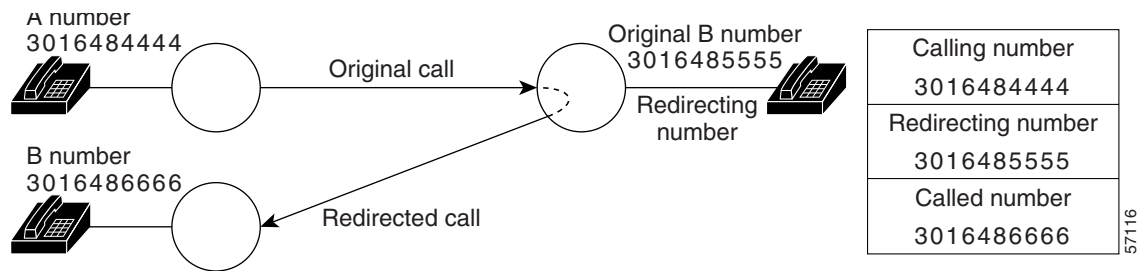 A number
3016484444
Original call
Original B number
3016485555
Redirecting
number
B number
3016486666
Redirected call
Calling number
3016484444
Redirecting number
3016485555
Called number
3016486666
57116